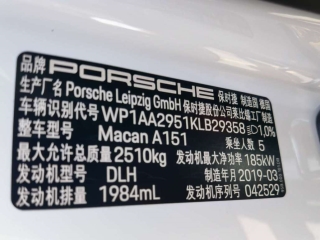 品牌 PORSCHE 保时捷 制造国 德国
生产厂名 Porsche Leipzig GmbH 保时捷股份公司莱比锡工厂制造
车辆识别代号 WP1AA2951KLB29358 1,0%
整车型号 Macan A151 乘坐人数 5
最大允许总质量 2510kg 发动机最大净功率 185kW
发动机型号 DLH 制造年月 2019-03
发动机排量 1984mL 发动机序列号 042529